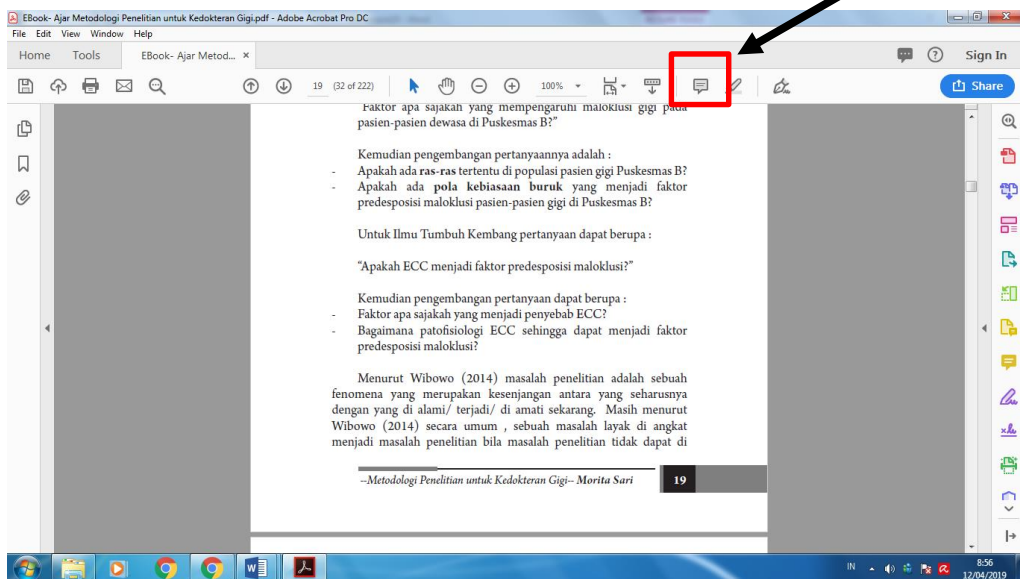 EBook- Ajar Metodologi Penelitian untuk Kedokteran Gigi.pdf - Adobe Acrobat Pro DC
File Edit View Window Help
Home Tools EBook- Ajar Metod... × Sign In
19 (32 of 222) 100% Share
"Faktor apa sajakah yang mempengaruhi maloklusi gigi pada
pasien-pasien dewasa di Puskesmas B?"
Kemudian pengembangan pertanyaannya adalah :
- Apakah ada ras-ras tertentu di populasi pasien gigi Puskesmas B?
- Apakah ada pola kebiasaan buruk yang menjadi faktor
predesposisi maloklusi pasien-pasien gigi di Puskesmas B?
Untuk Ilmu Tumbuh Kembang pertanyaan dapat berupa :
"Apakah ECC menjadi faktor predesposisi maloklusi?"
Kemudian pengembangan pertanyaan dapat berupa :
- Faktor apa sajakah yang menjadi penyebab ECC?
- Bagaimana patofisiologi ECC sehingga dapat menjadi faktor
predesposisi maloklusi?
Menurut Wibowo (2014) masalah penelitian adalah sebuah
fenomena yang merupakan kesenjangan antara yang seharusnya
dengan yang di alami/ terjadi/ di amati sekarang. Masih menurut
Wibowo (2014) secara umum , sebuah masalah layak di angkat
menjadi masalah penelitian bila masalah penelitian tidak dapat di
--Metodologi Penelitian untuk Kedokteran Gigi-- Morita Sari 19
IN 8:56
12/04/2019